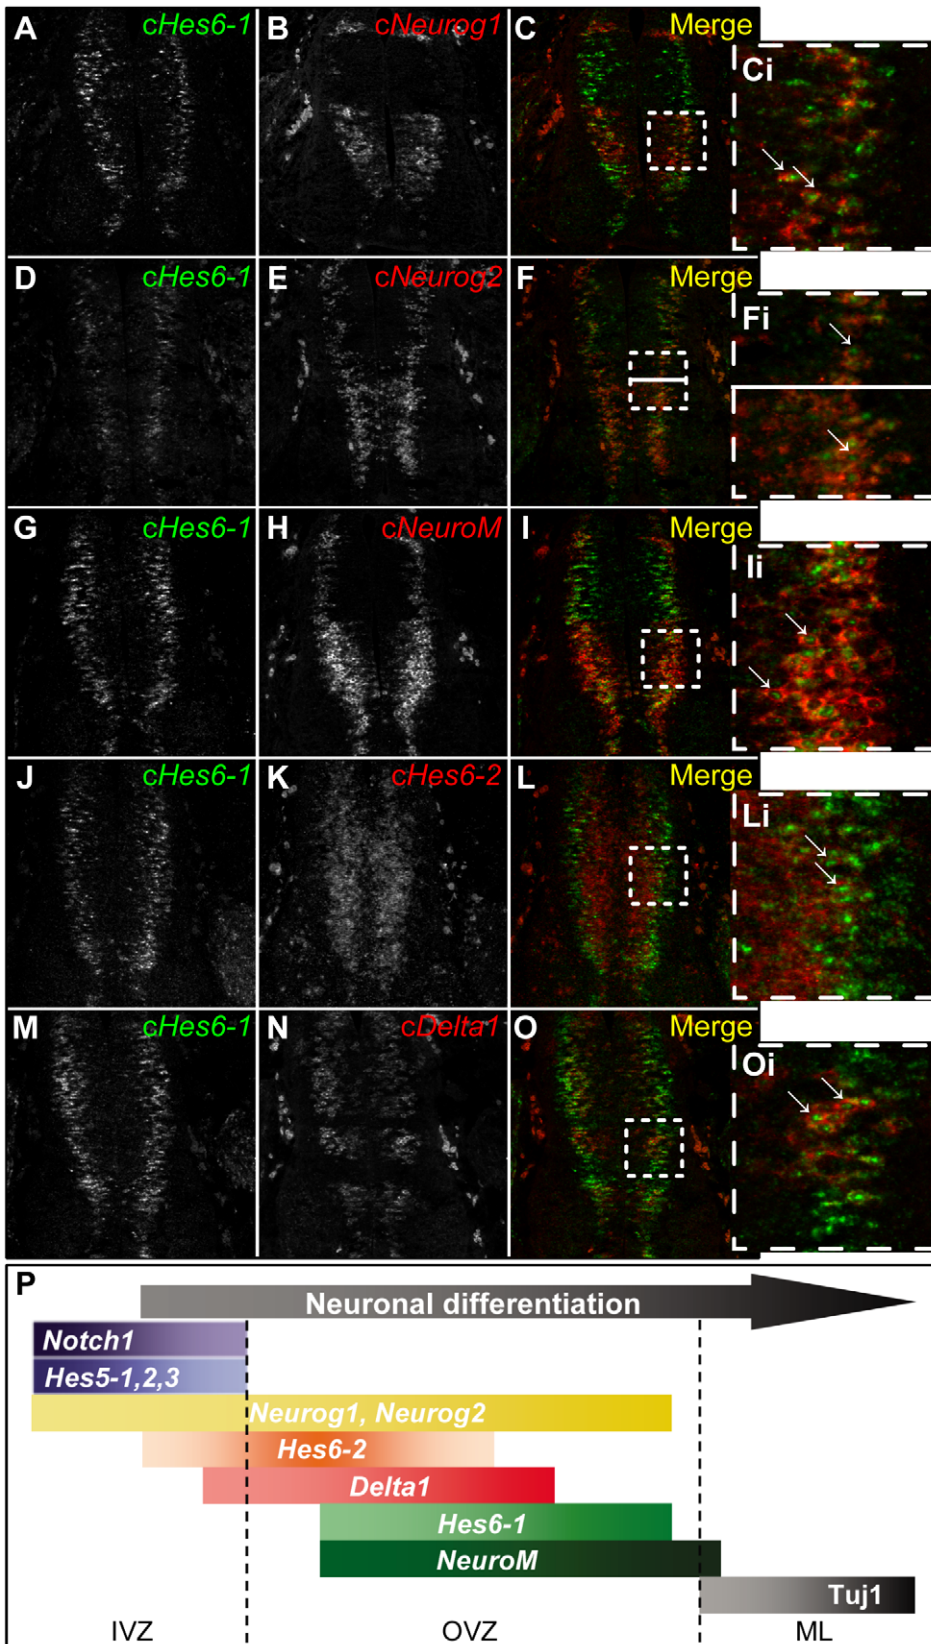 A cHes6-1 B cNeurog1 C Merge
Ci
D cHes6-1 E cNeurog2 F Merge
Fi
G cHes6-1 H cNeuroM I Merge
Ii
J cHes6-1 K cHes6-2 L Merge
Li
M cHes6-1 N cDelta1 O Merge
Oi
P
Neuronal differentiation
Notch1
Hes5-1,2,3
Neurog1, Neurog2
Hes6-2
Delta1
Hes6-1
NeuroM
Tuj1
IVZ OVZ ML